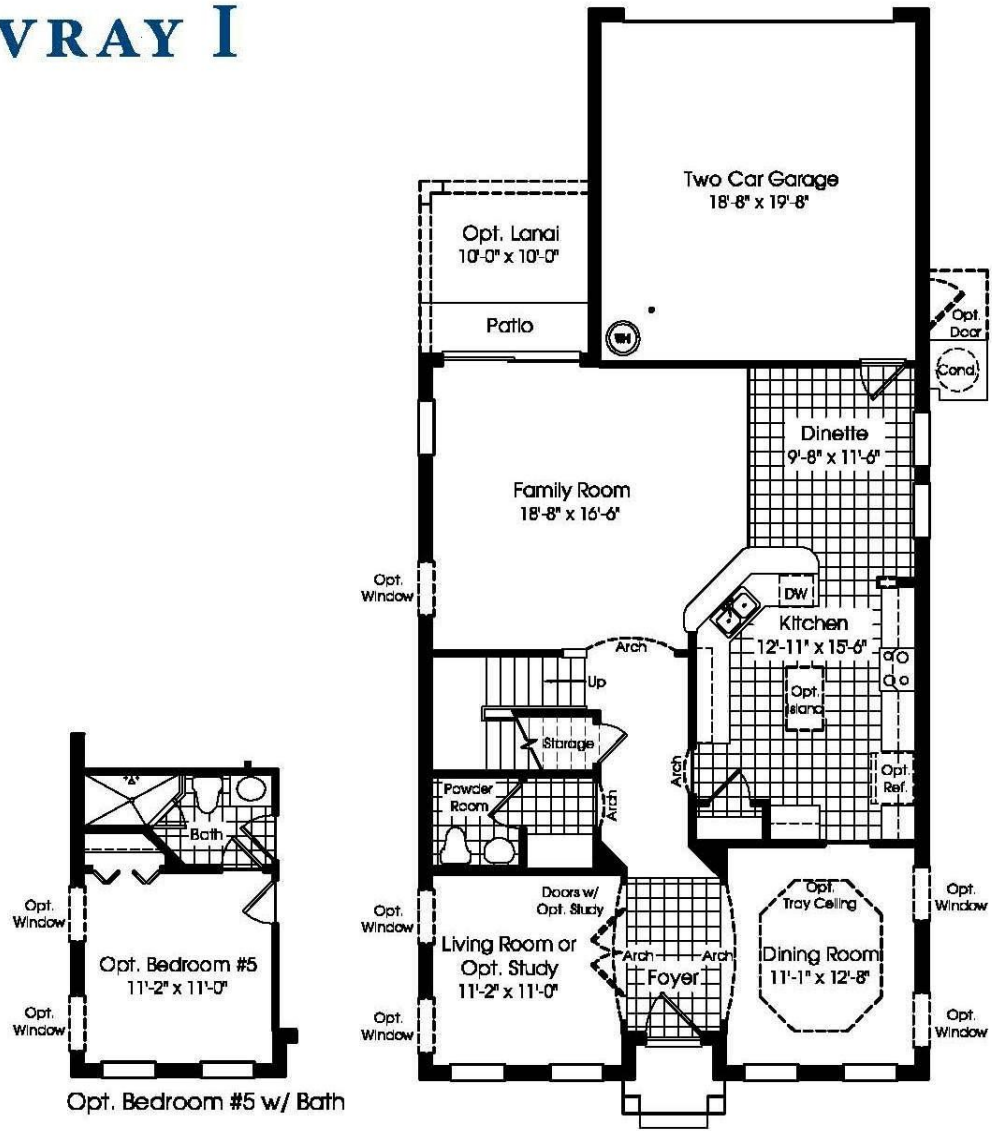 VRAY I
Two Car Garage
18'-8" x 19'-8"
Opt. Lanai
10'-0" x 10'-0"
Patio
WH
Opt.
Door
Cond.
Dinette
9'-8" x 11'-6"
Family Room
18'-8" x 16'-6"
Opt.
Window
DW
Kitchen
12'-11" x 15'-6"
Arch
Up
Opt.
Island
Storage
Arch
Opt.
Ref.
Powder
Room
Arch
Bath
Doors w/
Opt. Study
Opt.
Tray Ceiling
Opt.
Window
Opt.
Window
Opt.
Window
Living Room or
Opt. Study
11'-2" x 11'-0"
Arch
Foyer
Arch
Dining Room
11'-1" x 12'-8"
Opt. Bedroom #5
11'-2" x 11'-0"
Opt.
Window
Opt.
Window
Opt.
Window
Opt. Bedroom #5 w/ Bath